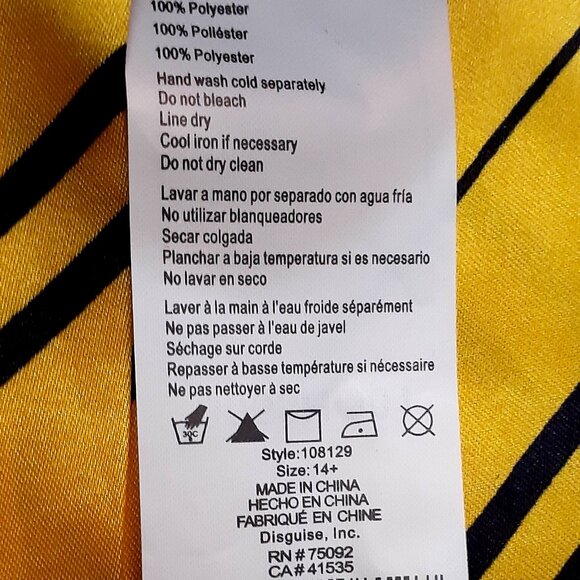 100% Polyester
100% Poliéster
100% Polyester
Hand wash cold separately
Do not bleach
Line dry
Cool iron if necessary
Do not dry clean
Lavar a mano por separado con agua fría
No utilizar blanqueadores
Secar colgada
Planchar a baja temperatura si es necesario
No lavar en seco
Laver à la main à l'eau froide séparément
Ne pas passer à l'eau de javel
Séchage sur corde
Repasser à basse température si nécessaire
Ne pas nettoyer à sec
30C
Style:108129
Size: 14+
MADE IN CHINA
HECHO EN CHINA
FABRIQUÉ EN CHINE
Disguise, Inc.
RN # 75092
CA # 41535